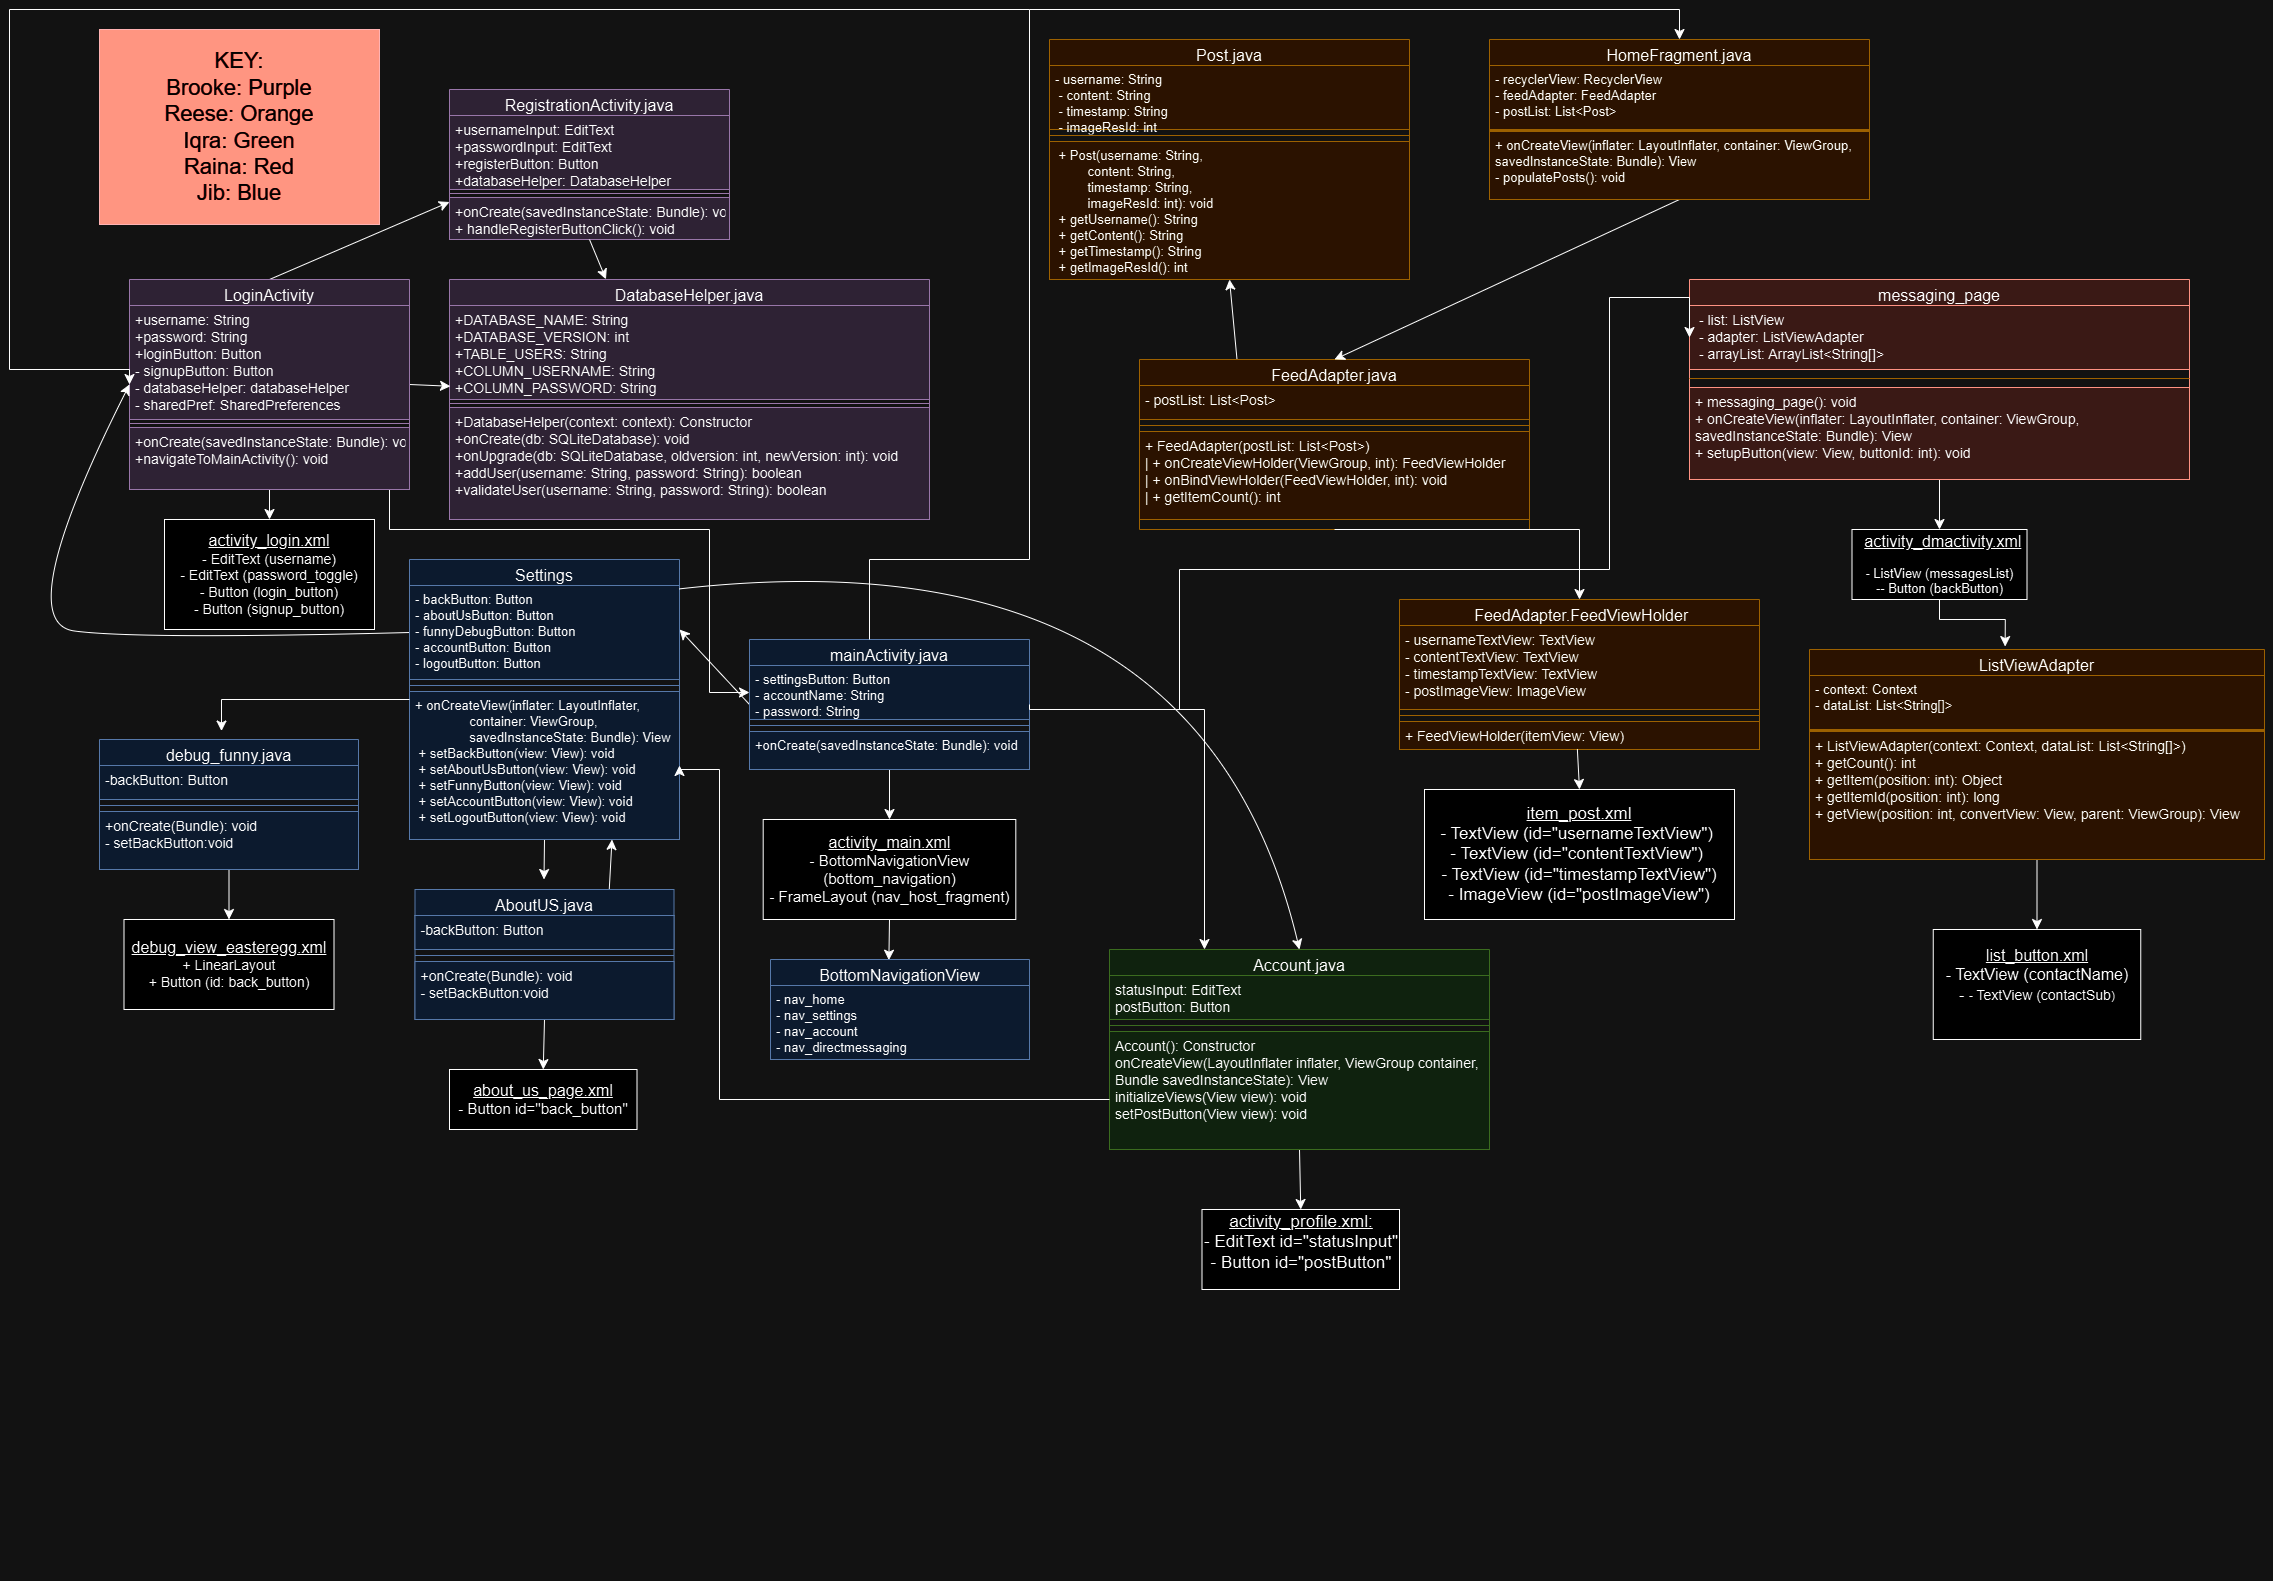 KEY:
Brooke: Purple
Reese: Orange
Iqra: Green
Raina: Red
Jib: Blue
RegistrationActivity.java
+usernameInput: EditText
+passwordInput: EditText
+registerButton: Button
+databaseHelper: DatabaseHelper
+onCreate(savedInstanceState: Bundle): vo
+ handleRegisterButtonClick(): void
Post.java
- username: String
- content: String
- timestamp: String
- imageResId: int
+ Post(username: String,
content: String,
timestamp: String,
imageResId: int): void
+ getUsername(): String
+ getContent(): String
+ getTimestamp(): String
+ getImageResId(): int
HomeFragment.java
- recyclerView: RecyclerView
- feedAdapter: FeedAdapter
- postList: List<Post>
+ onCreateView(inflater: LayoutInflater, container: ViewGroup,
savedInstanceState: Bundle): View
- populatePosts(): void
LoginActivity
+username: String
+password: String
+loginButton: Button
- signupButton: Button
- databaseHelper: databaseHelper
- sharedPref: SharedPreferences
+onCreate(savedInstanceState: Bundle): vo
+navigateToMainActivity(): void
DatabaseHelper.java
+DATABASE_NAME: String
+DATABASE_VERSION: int
+TABLE_USERS: String
+COLUMN_USERNAME: String
+COLUMN_PASSWORD: String
+DatabaseHelper(context: context): Constructor
+onCreate(db: SQLiteDatabase): void
+onUpgrade(db: SQLiteDatabase, oldversion: int, newVersion: int): void
+addUser(username: String, password: String): boolean
+validateUser(username: String, password: String): boolean
messaging_page
- list: ListView
- adapter: ListViewAdapter
- arrayList: ArrayList<String[]>
+ messaging_page(): void
+ onCreateView(inflater: LayoutInflater, container: ViewGroup,
savedInstanceState: Bundle): View
+ setupButton(view: View, buttonId: int): void
FeedAdapter.java
- postList: List<Post>
+ FeedAdapter(postList: List<Post>)
| + onCreateViewHolder(ViewGroup, int): FeedViewHolder
| + onBindViewHolder(FeedViewHolder, int): void
| + getItemCount(): int
activity_login.xml
- EditText (username)
- EditText (password_toggle)
- Button (login_button)
- Button (signup_button)
activity_dmactivity.xml
- ListView (messagesList)
-- Button (backButton)
Settings
- backButton: Button
- aboutUsButton: Button
- funnyDebugButton: Button
- accountButton: Button
- logoutButton: Button
+ onCreateView(inflater: LayoutInflater,
container: ViewGroup,
savedInstanceState: Bundle): View
+ setBackButton(view: View): void
+ setAboutUsButton(view: View): void
+ setFunnyButton(view: View): void
+ setAccountButton(view: View): void
+ setLogoutButton(view: View): void
mainActivity.java
- settingsButton: Button
- accountName: String
- password: String
+onCreate(savedInstanceState: Bundle): void
FeedAdapter.FeedViewHolder
- usernameTextView: TextView
- contentTextView: TextView
- timestampTextView: TextView
- postImageView: ImageView
+ FeedViewHolder(itemView: View)
ListViewAdapter
- context: Context
- dataList: List<String[]>
+ ListViewAdapter(context: Context, dataList: List<String[]>)
+ getCount(): int
+ getItem(position: int): Object
+ getItemId(position: int): long
+ getView(position: int, convertView: View, parent: ViewGroup): View
debug_funny.java
-backButton: Button
+onCreate(Bundle): void
- setBackButton:void
activity_main.xml
- BottomNavigationView
(bottom_navigation)
- FrameLayout (nav_host_fragment)
item_post.xml
- TextView (id="usernameTextView")
- TextView (id="contentTextView")
- TextView (id="timestampTextView")
- ImageView (id="postImageView")
AboutUS.java
-backButton: Button
+onCreate(Bundle): void
- setBackButton:void
debug_view_easteregg.xml
+ LinearLayout
+ Button (id: back_button)
BottomNavigationView
- nav_home
- nav_settings
- nav_account
- nav_directmessaging
Account.java
statusInput: EditText
postButton: Button
Account(): Constructor
onCreateView(LayoutInflater inflater, ViewGroup container,
Bundle savedInstanceState): View
initializeViews(View view): void
setPostButton(View view): void
list_button.xml
- TextView (contactName)
- - TextView (contactSub)
about_us_page.xml
- Button id="back_button"
activity_profile.xml:
- EditText id="statusInput"
- Button id="postButton"